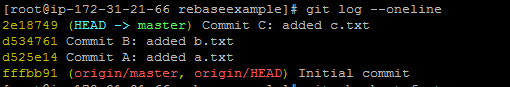 [root@ip-172-31-21-66 rebaseexample]# git log --oneline
2e18749 (HEAD -> master) Commit C: added c.txt
d534761 Commit B: added b.txt
d525e14 Commit A: added a.txt
fffbb91 (origin/master, origin/HEAD) Initial commit